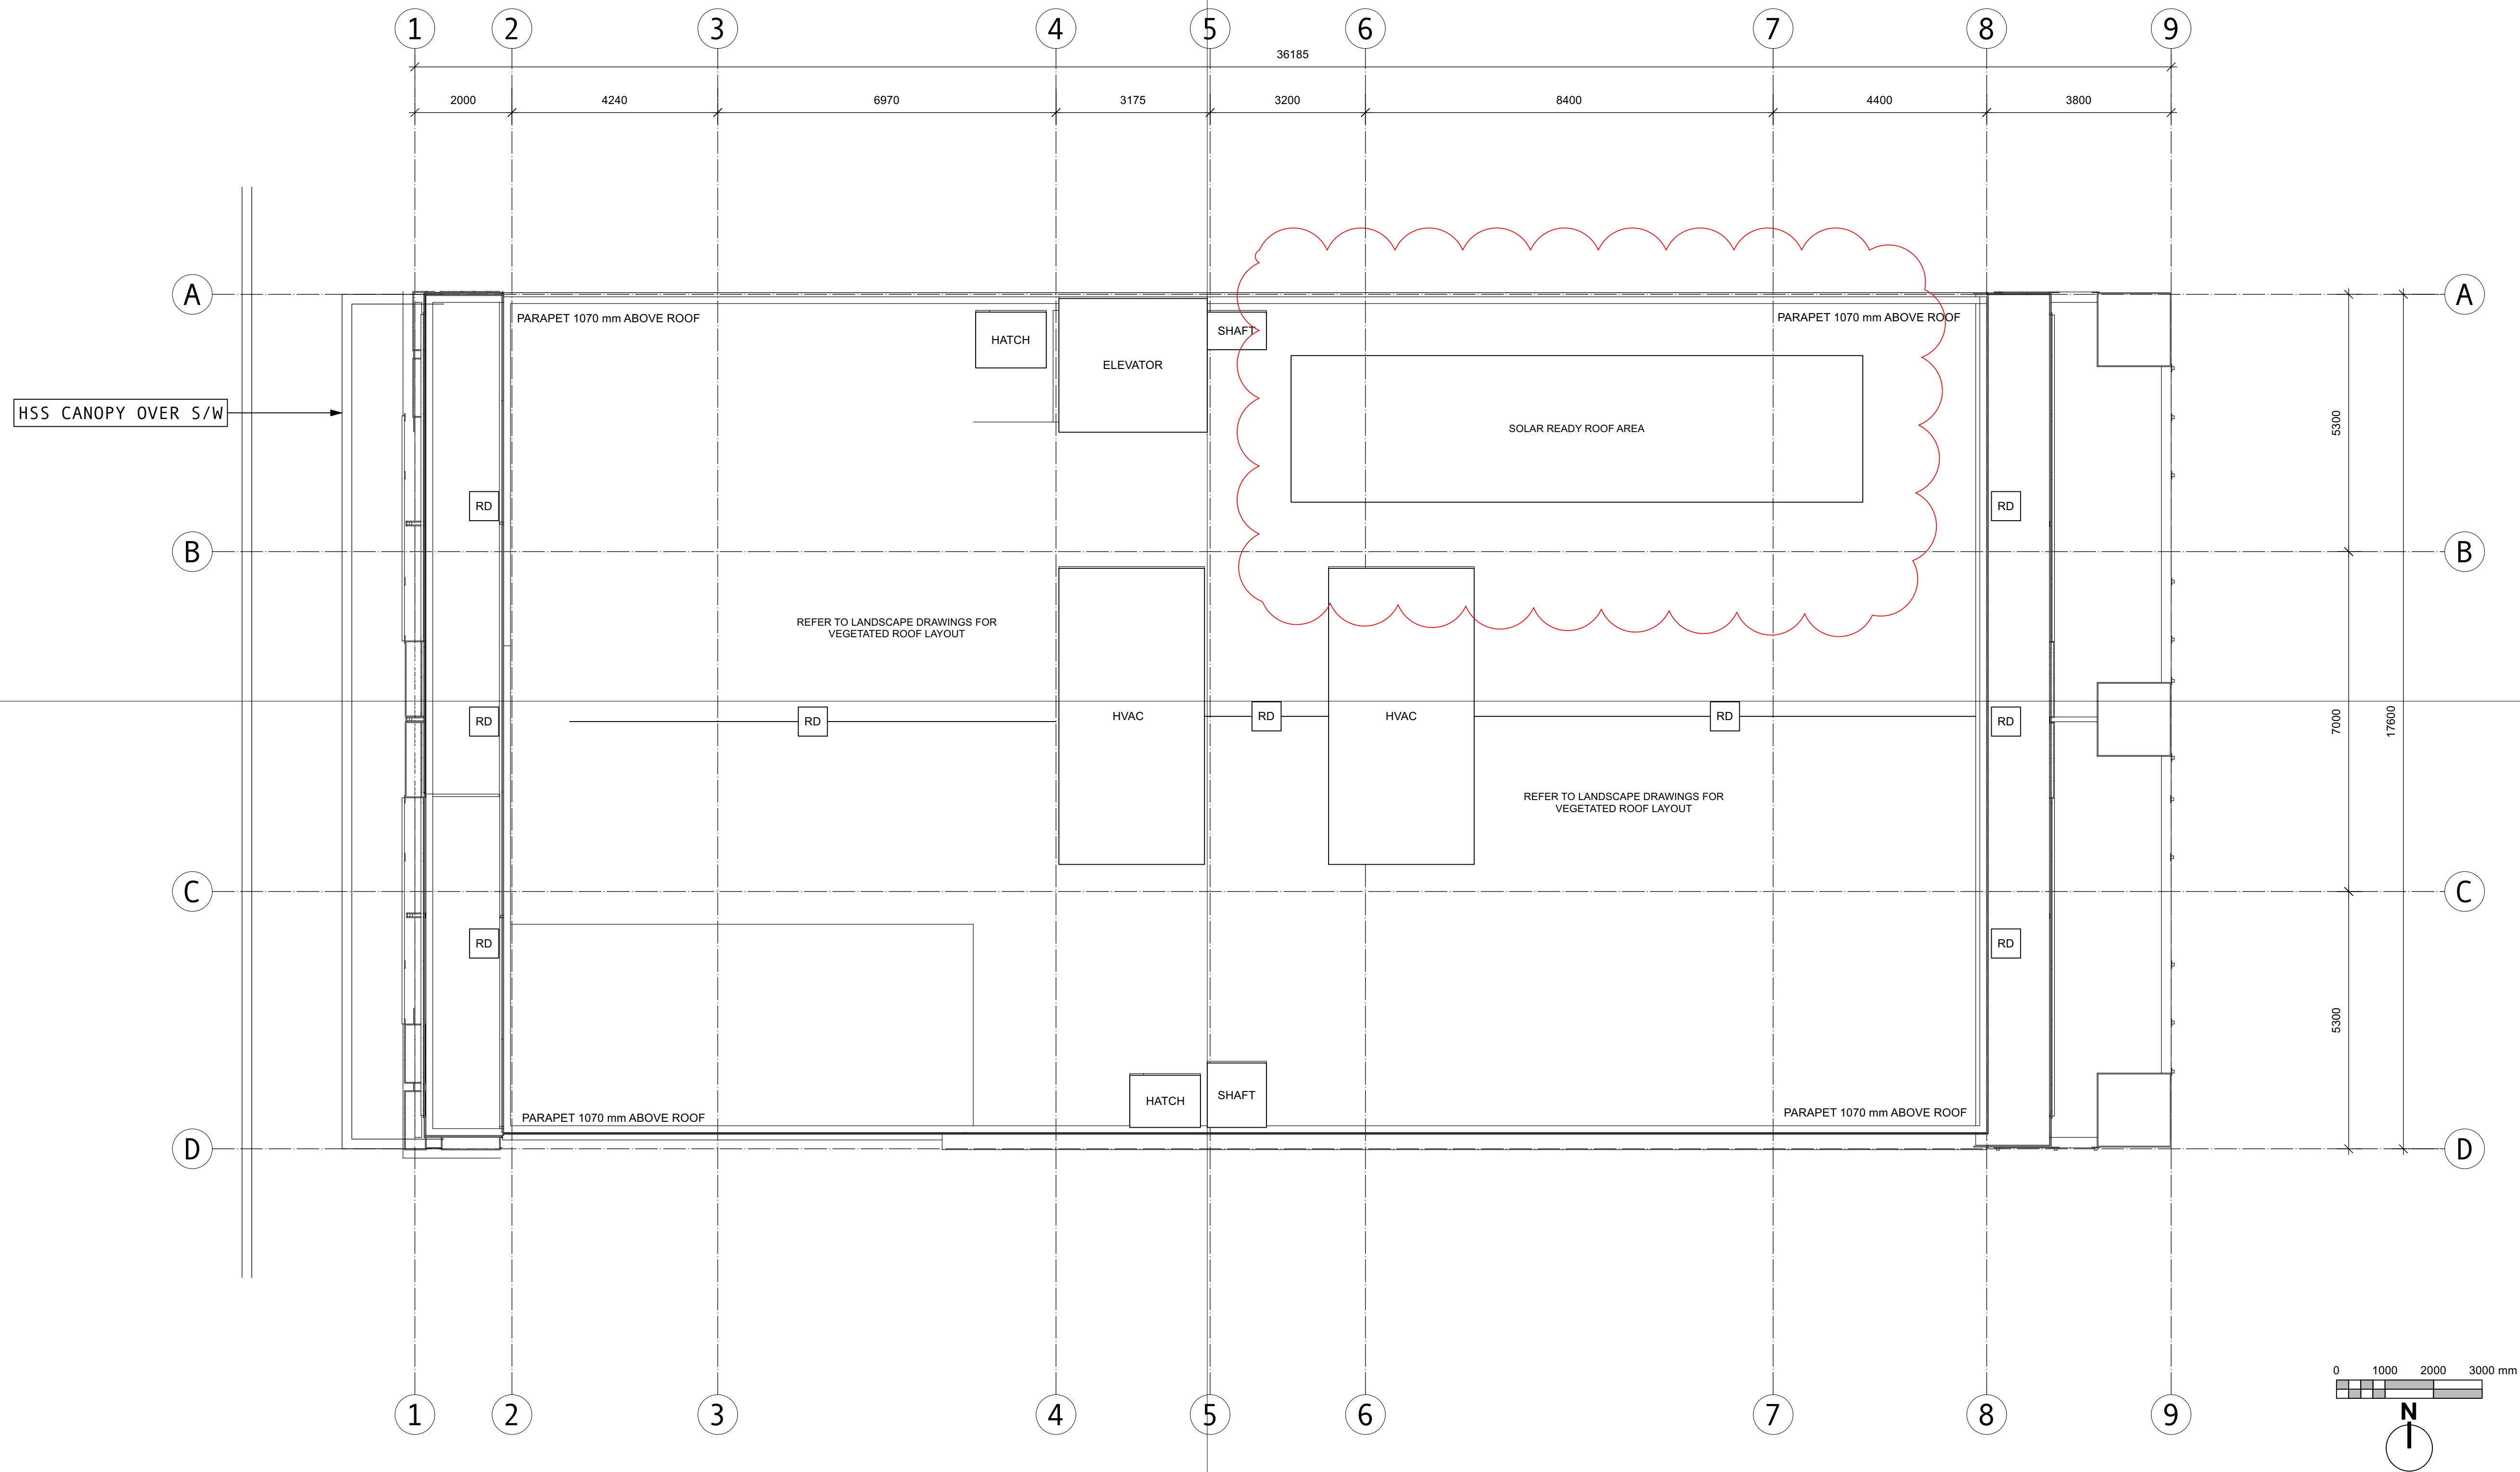 1 2 3 4 5 6 7 8 9
36185
2000 4240 6970 3175 3200 8400 4400 3800
A A
PARAPET 1070 mm ABOVE ROOF PARAPET 1070 mm ABOVE ROOF
HATCH SHAFT
ELEVATOR
HSS CANOPY OVER S/W
5300
SOLAR READY ROOF AREA
RD RD
B B
REFER TO LANDSCAPE DRAWINGS FOR
VEGETATED ROOF LAYOUT
RD RD HVAC RD HVAC RD RD
7000 17600
REFER TO LANDSCAPE DRAWINGS FOR
VEGETATED ROOF LAYOUT
C C
RD RD
5300
HATCH SHAFT
PARAPET 1070 mm ABOVE ROOF PARAPET 1070 mm ABOVE ROOF
D D
0 1000 2000 3000 mm
N
1 2 3 4 5 6 7 8 9